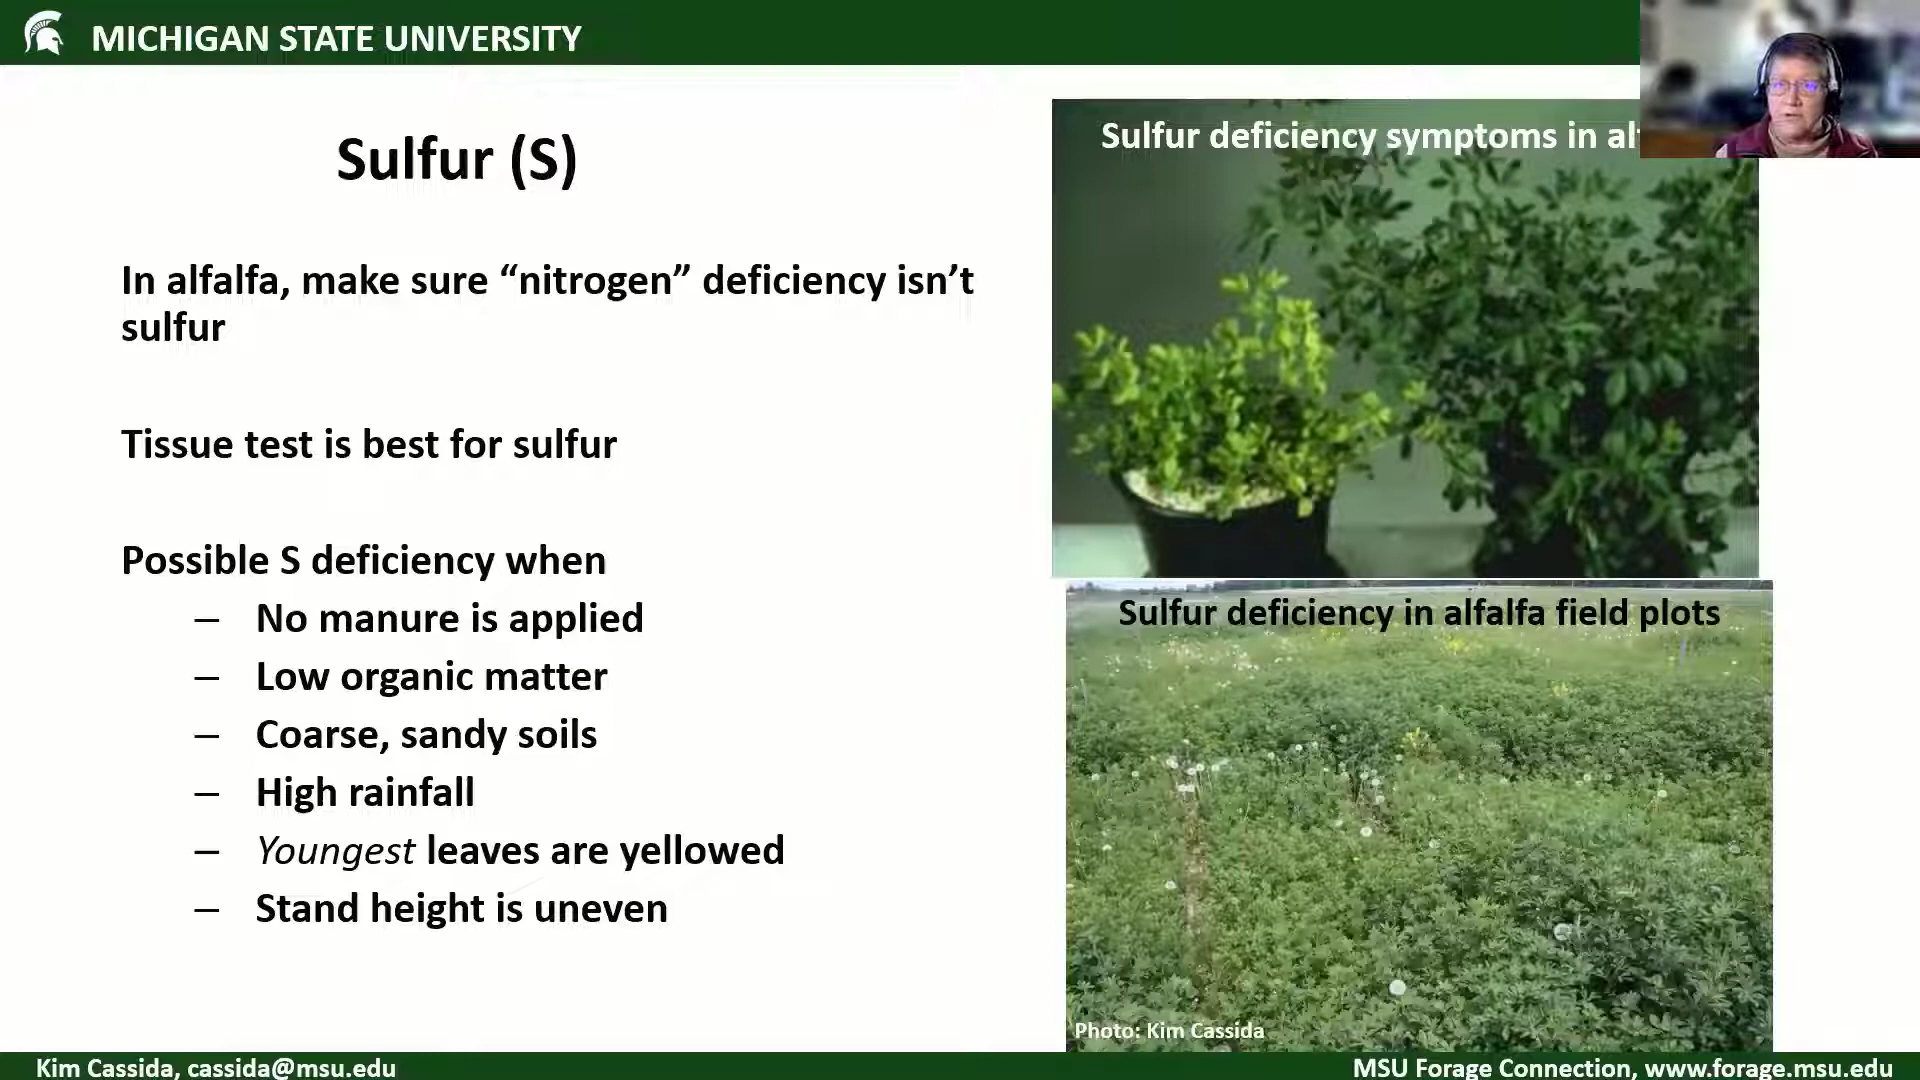 MICHIGAN STATE UNIVERSITY
Sulfur (S)
In alfalfa, make sure “nitrogen” deficiency isn’t
sulfur
Tissue test is best for sulfur
Possible S deficiency when
– No manure is applied
– Low organic matter
– Coarse, sandy soils
– High rainfall
– Youngest leaves are yellowed
– Stand height is uneven
Sulfur deficiency symptoms in
Sulfur deficiency in alfalfa field plots
Photo: Kim Cassida
Kim Cassida, cassida@msu.edu
MSU Forage Connection, www.forage.msu.edu